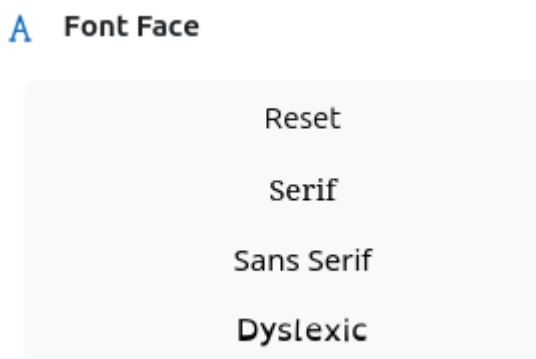 Font Face
Reset
Serif
Sans Serif
Dyslexic